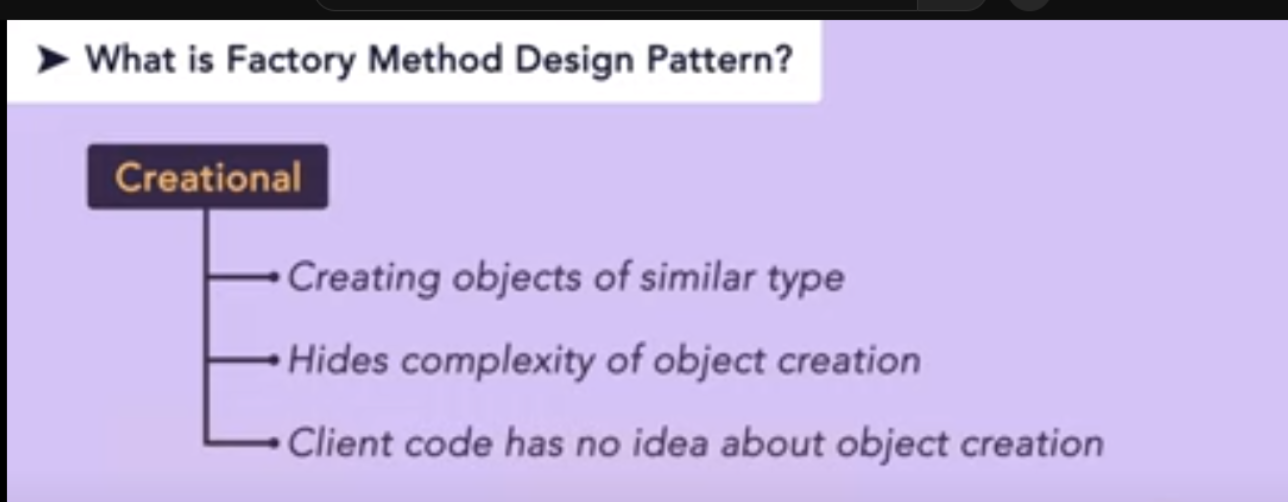 What is Factory Method Design Pattern?
Creational
Creating objects of similar type
Hides complexity of object creation
Client code has no idea about object creation